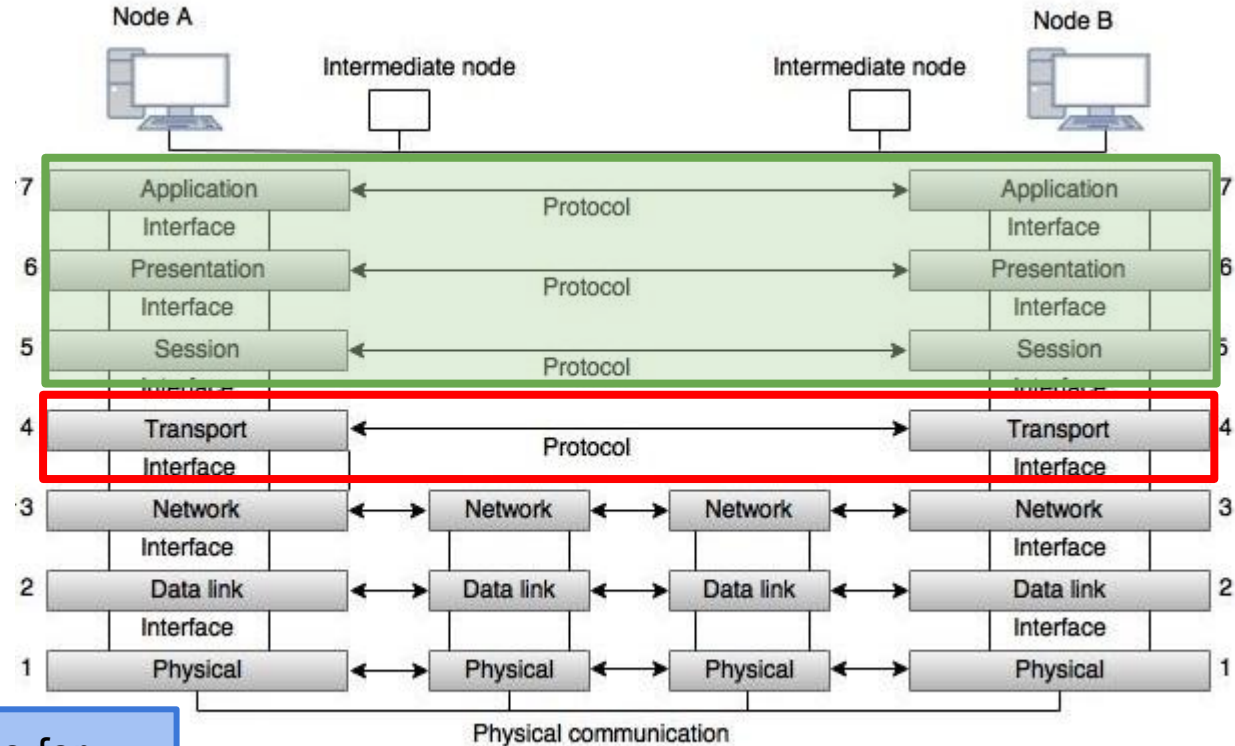 Node A
Node B
Intermediate node Intermediate node
7 Application Protocol Application 7
Interface Interface
6 Presentation Protocol Presentation 6
Interface Interface
5 Session Protocol Session 5
Interface Interface
4 Transport Protocol Transport 4
Interface Interface
3 Network Network Network Network 3
Interface Interface
2 Data link Data link Data link Data link 2
Interface Interface
1 Physical Physical Physical Physical 1
Physical communication